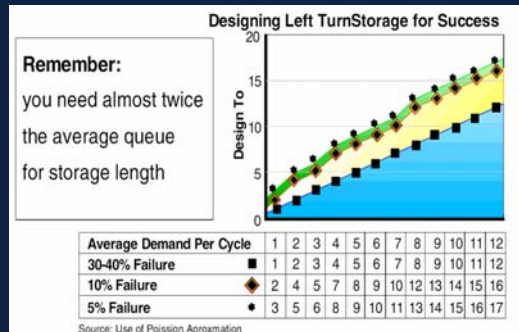 Designing Left TurnStorage for Success
Remember:
you need almost twice
the average queue
for storage length
Design To
20
15
10
5
0
Average Demand Per Cycle 1 2 3 4 5 6 7 8 9 10 11 12
30-40% Failure 1 2 3 4 5 6 7 8 9 10 11 12
10% Failure 2 4 5 7 8 9 10 12 13 14 15 16
5% Failure 3 5 6 8 9 10 11 13 14 15 16 17
Source: Use of Poission Aproxmation